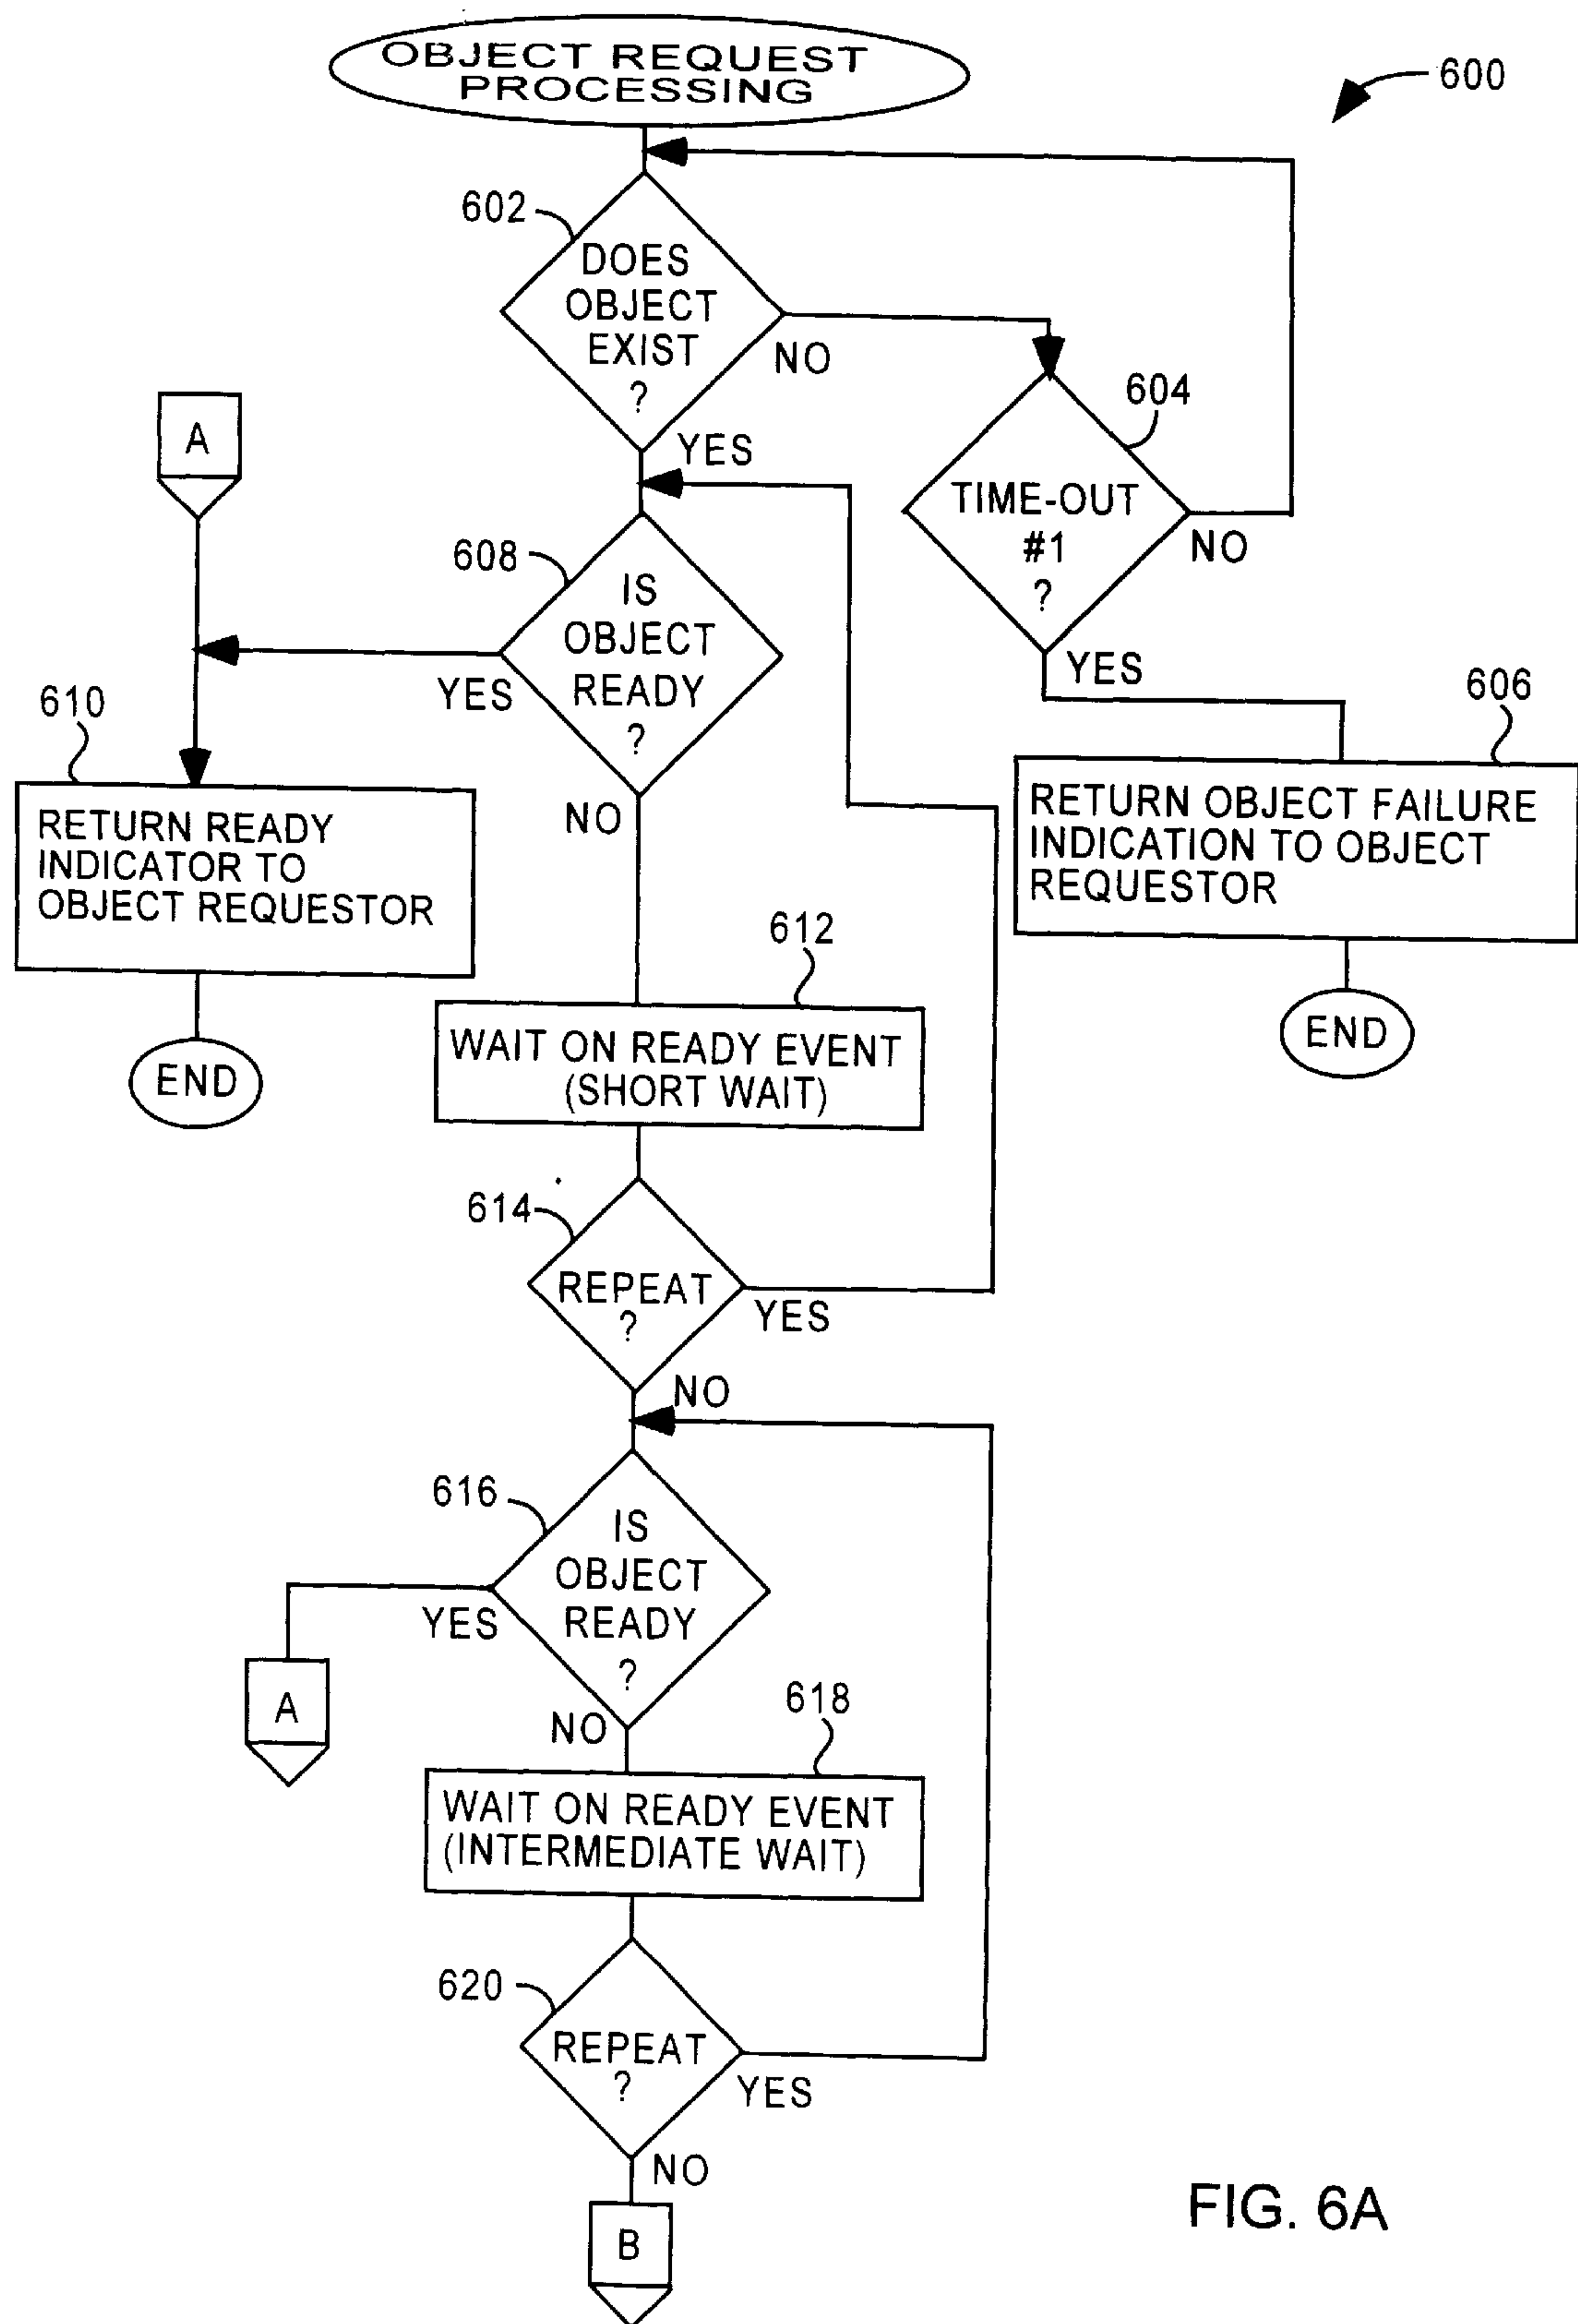 OBJECT REQUEST
PROCESSING
600
602
DOES
OBJECT
EXIST
?
NO
YES
604
TIME-OUT
#1
?
NO
YES
A
608
IS
OBJECT
READY
?
YES
NO
606
RETURN OBJECT FAILURE
INDICATION TO OBJECT
REQUESTOR
END
610
RETURN READY
INDICATOR TO
OBJECT REQUESTOR
END
612
WAIT ON READY EVENT
(SHORT WAIT)
614
REPEAT
?
YES
NO
616
IS
OBJECT
READY
?
YES
A
NO
618
WAIT ON READY EVENT
(INTERMEDIATE WAIT)
620
REPEAT
?
YES
NO
B
FIG. 6A